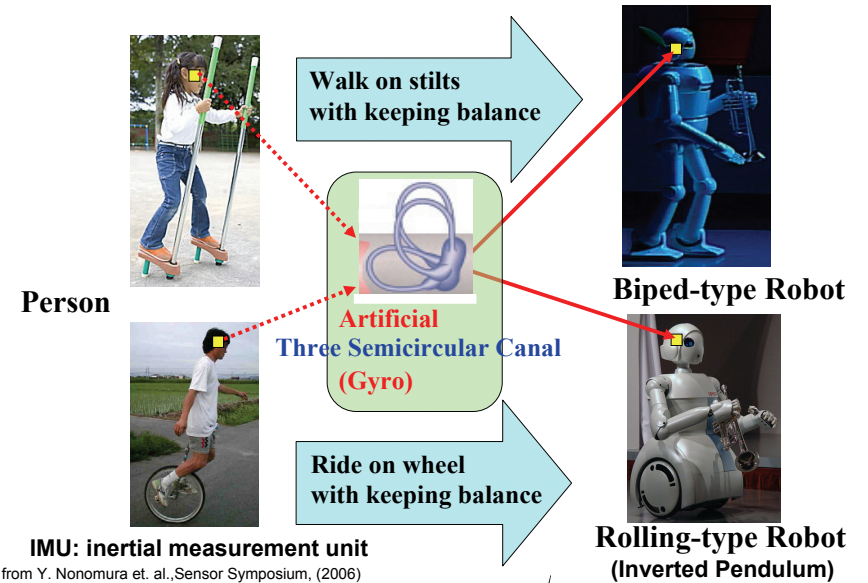 Walk on stilts
with keeping balance
Person
Biped-type Robot
Artificial
Three Semicircular Canal
(Gyro)
Ride on wheel
with keeping balance
IMU: inertial measurement unit
from Y. Nonomura et. al.,Sensor Symposium, (2006)
Rolling-type Robot
(Inverted Pendulum)